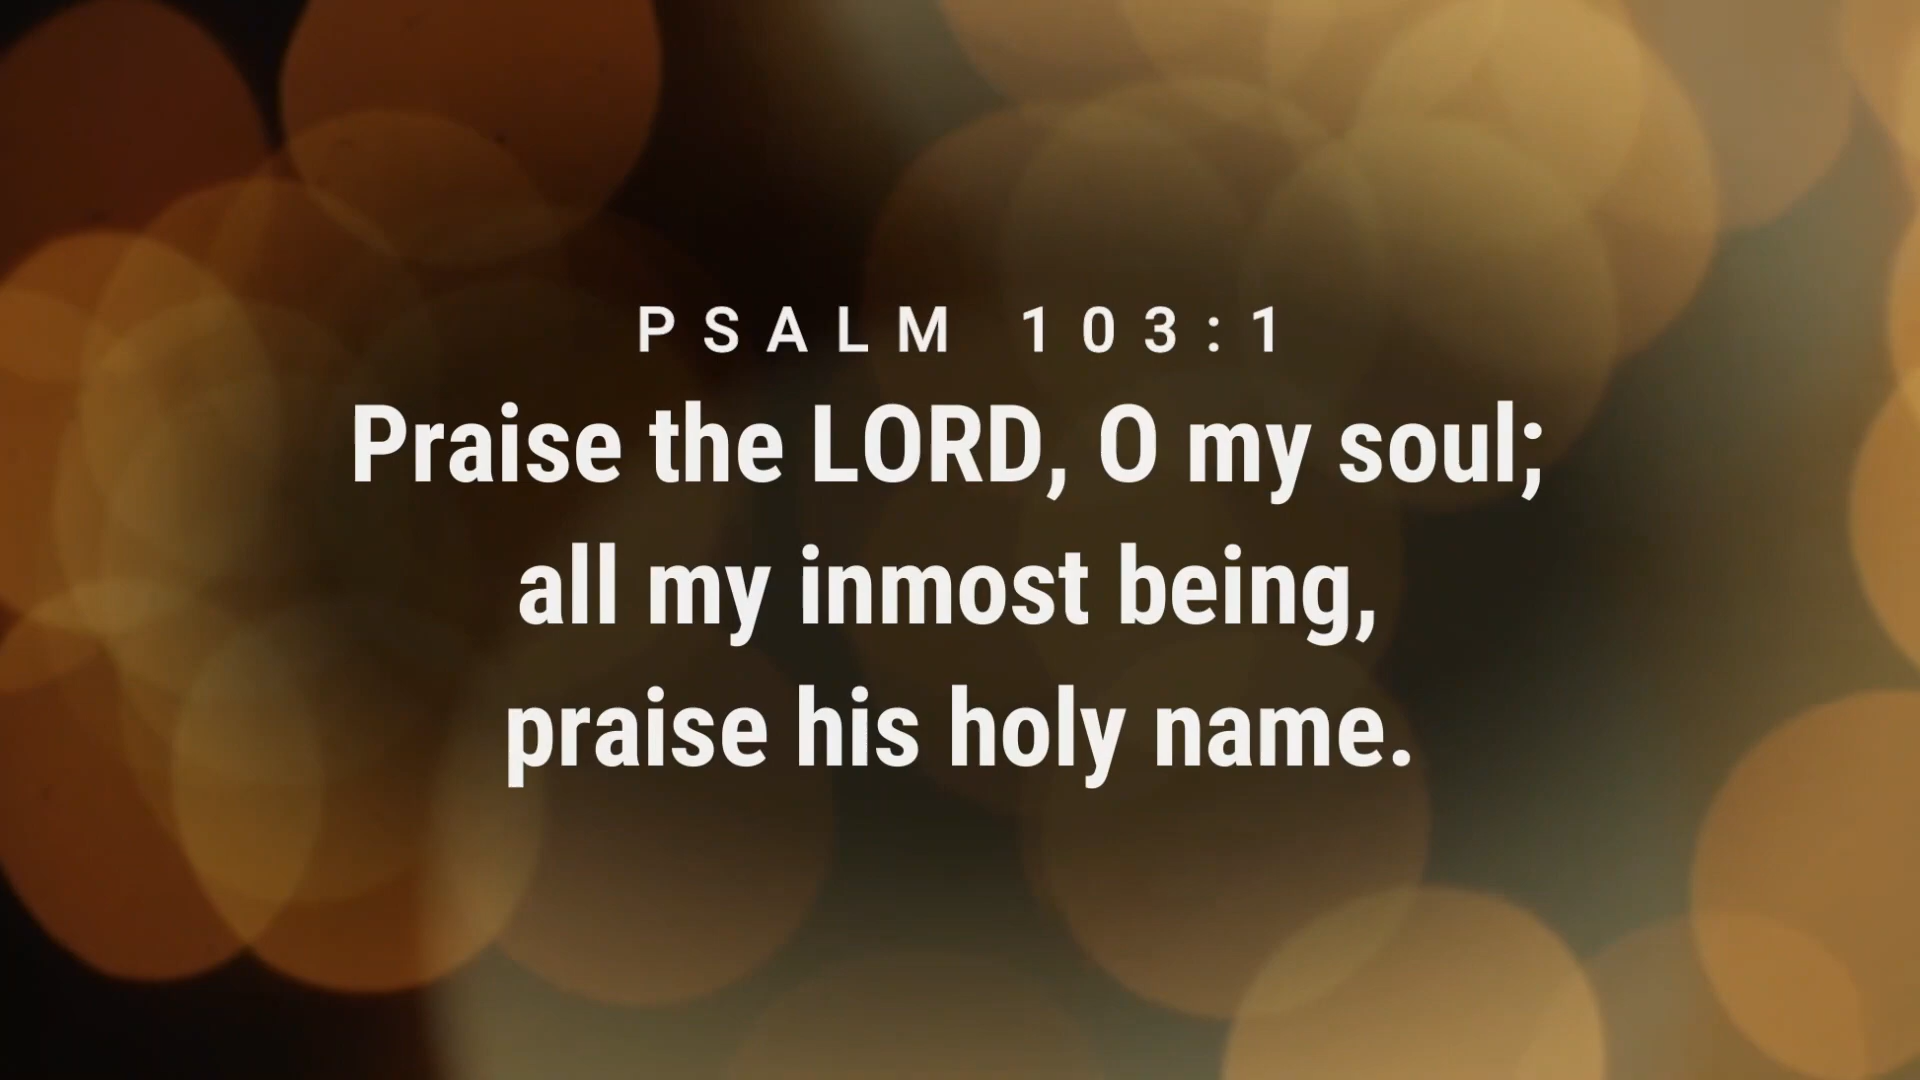 PSALM 103:1
Praise the LORD, O my soul;
all my inmost being,
praise his holy name.